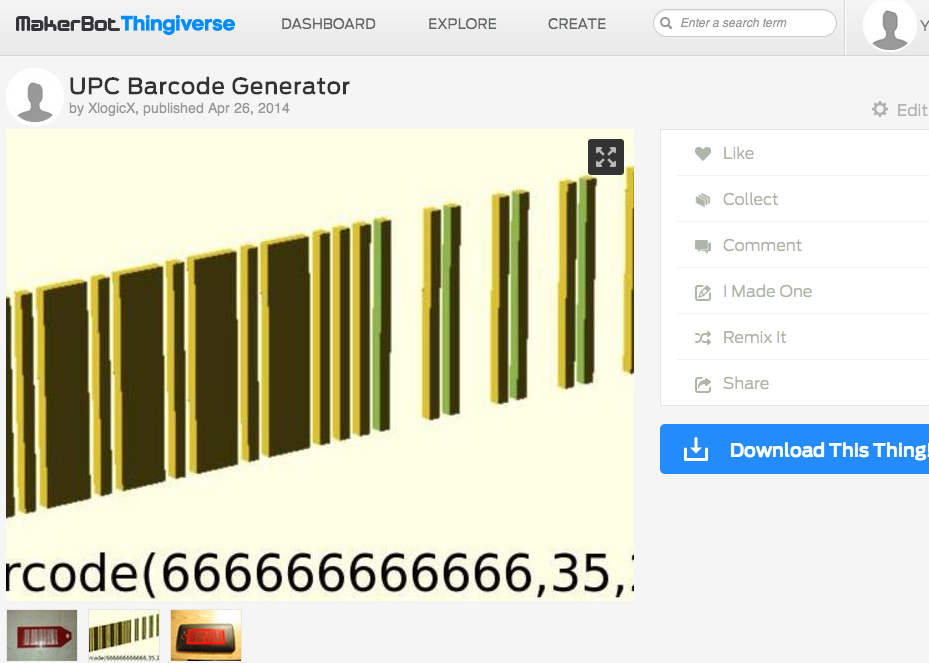 MakerBot Thingiverse DASHBOARD EXPLORE CREATE Enter a search term
UPC Barcode Generator
by XlogicX, published Apr 26, 2014
Edit
Like
Collect
Comment
I Made One
Remix It
Share
Download This Thing!
rcode(666666666666,35,